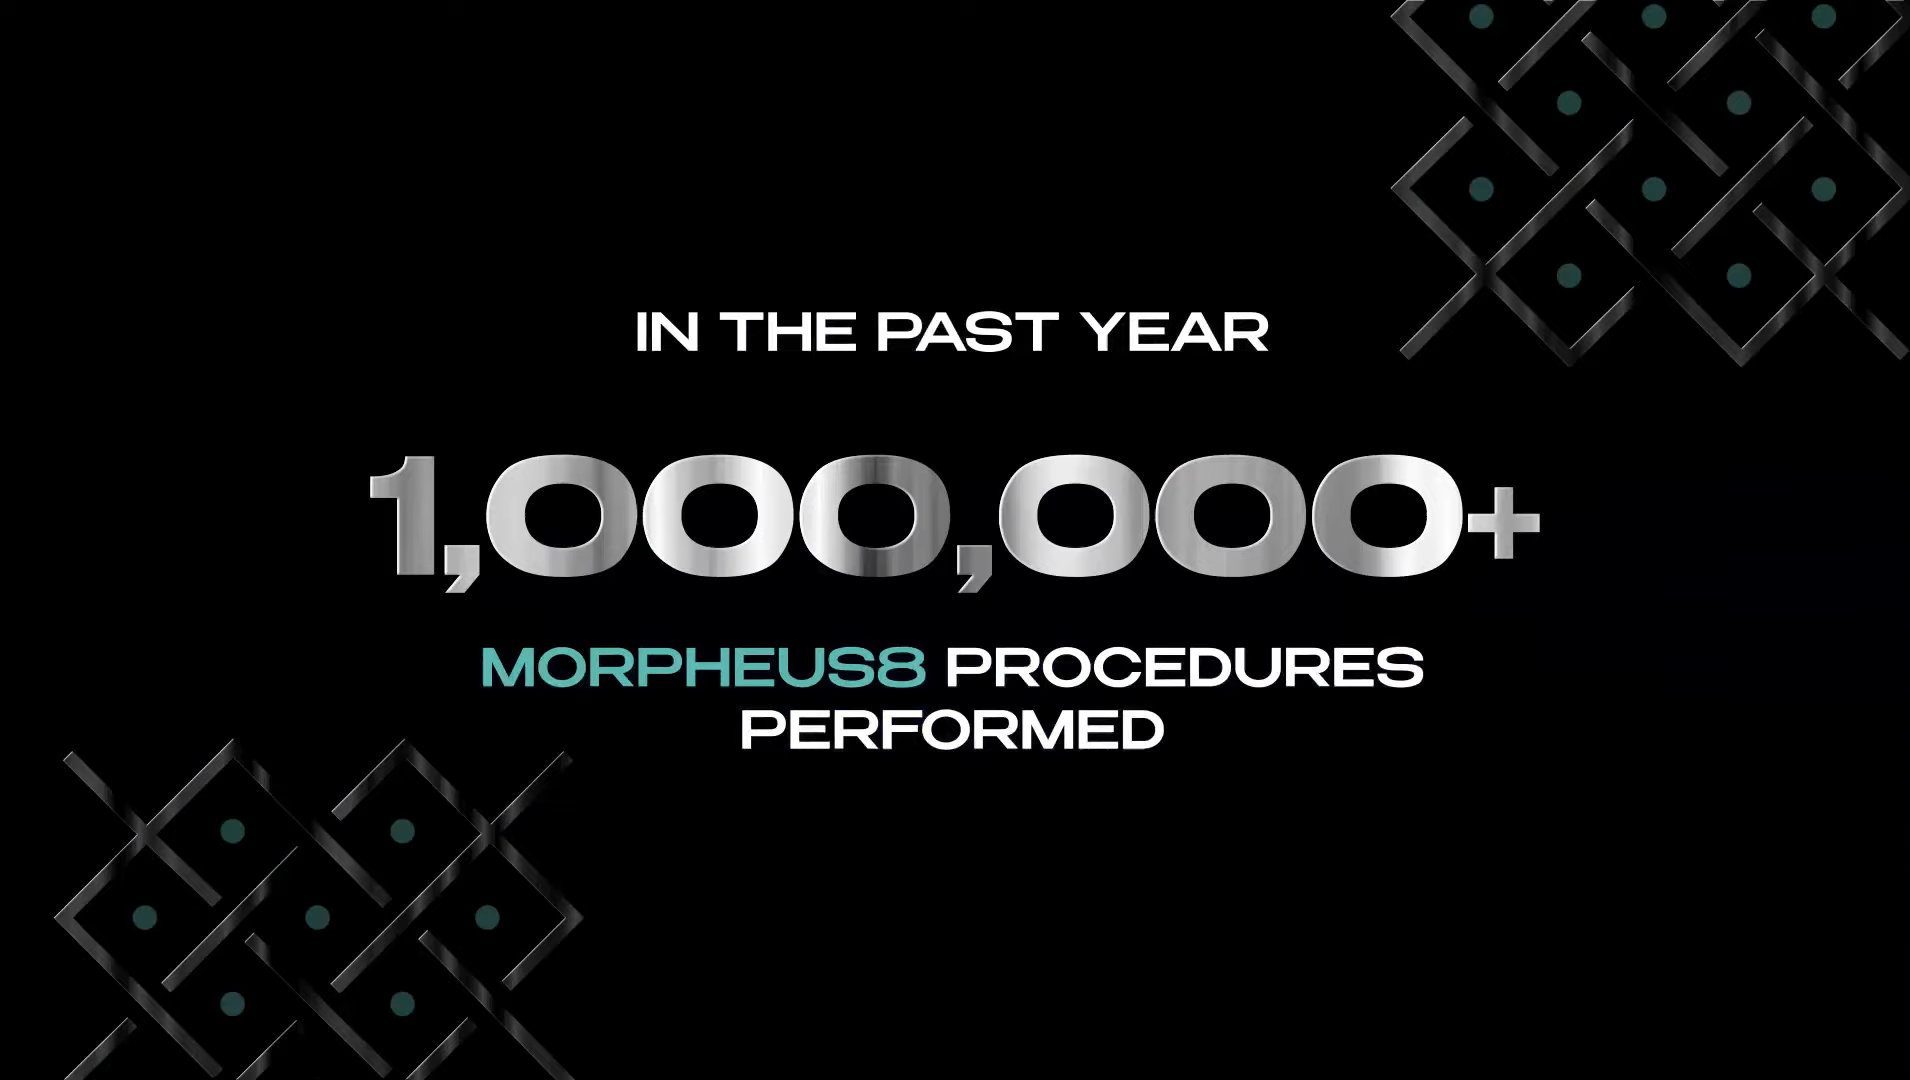 IN THE PAST YEAR
1,000,000+
MORPHEUS8 PROCEDURES
PERFORMED